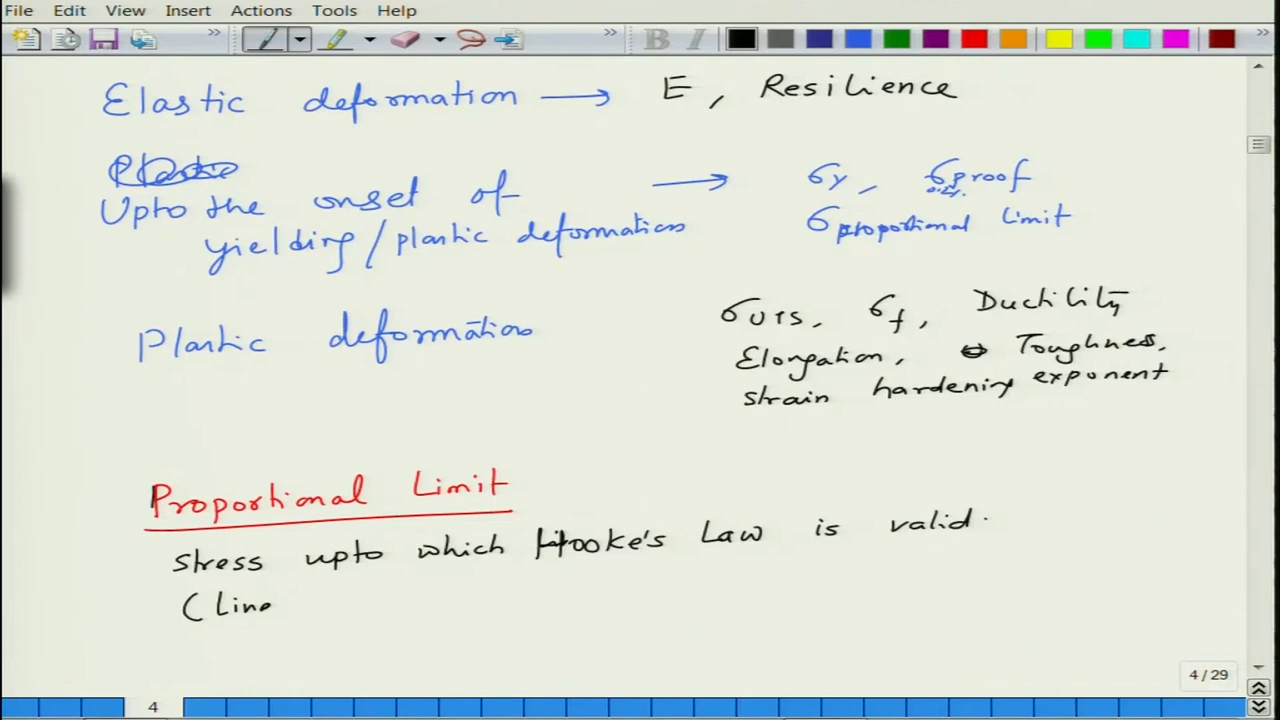 File Edit View Insert Actions Tools Help
B I
Elastic deformation → E, Resilience
Upto the onset of yielding/plastic deformation → σy, σproof
σproportional Limit
Plastic deformation
σUTS, σf, Ductility
Elongation, Toughness,
strain hardening exponent
Proportional Limit
Stress upto which Hooke's Law is valid.
(Line
4 / 29
4